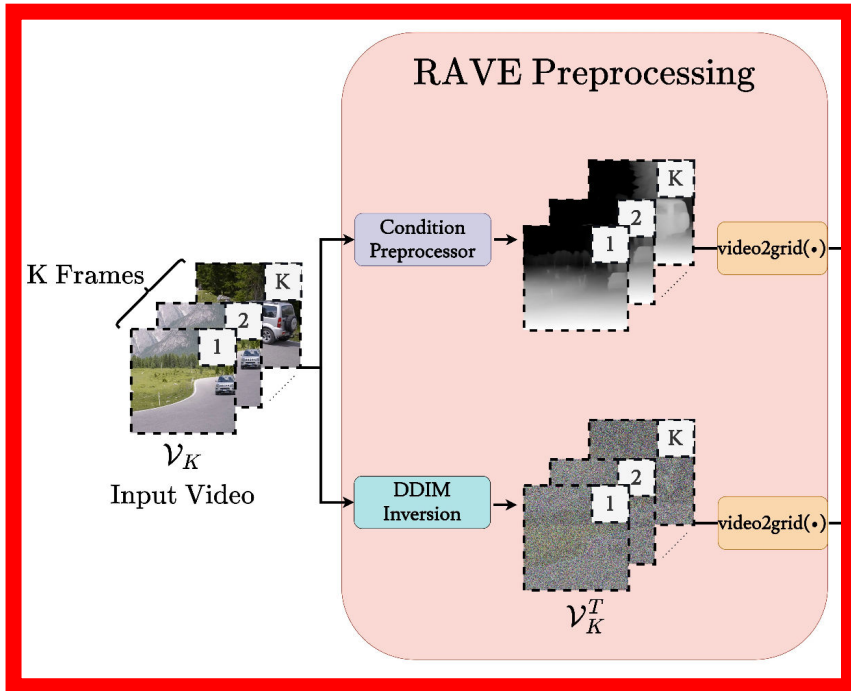 RAVE Preprocessing
K
2
1
Condition
Preprocessor
video2grid(•)
K Frames
K
2
1
𝒱_K
Input Video
DDIM
Inversion
K
2
1
video2grid(•)
𝒱_K^T